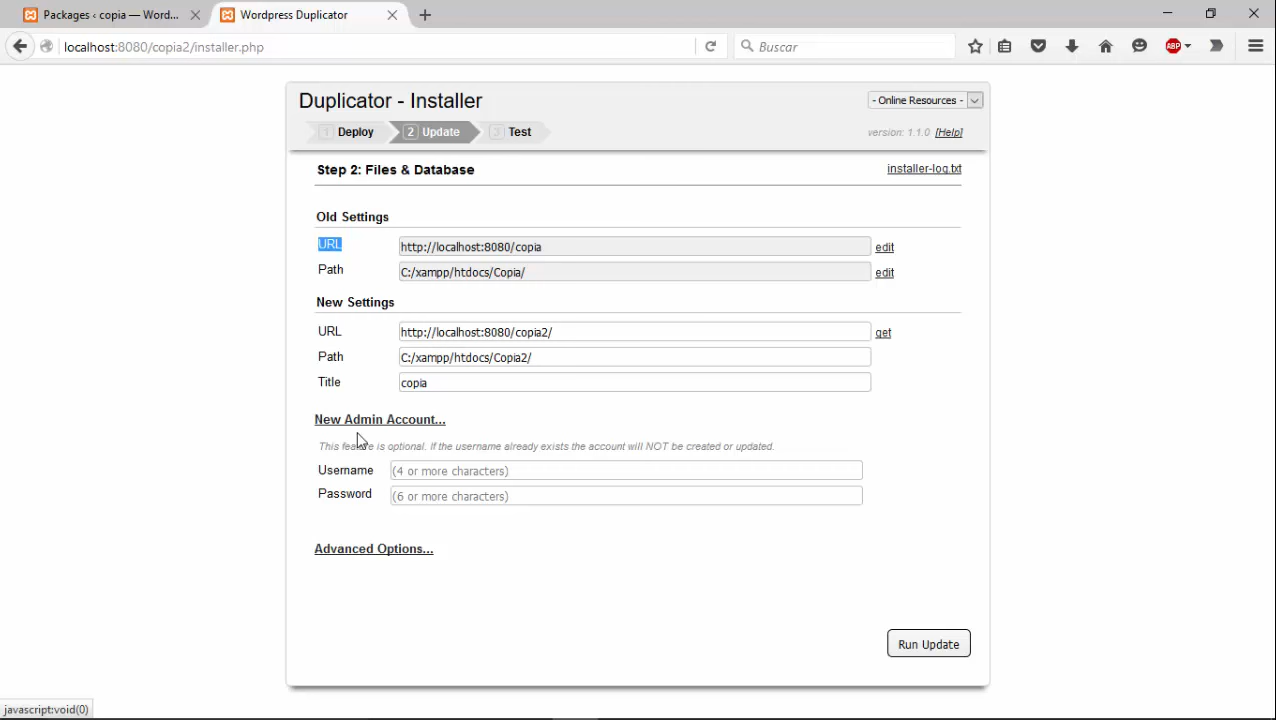 Packages ‹ copia — Word...
Wordpress Duplicator
localhost:8080/copia2/installer.php
Buscar
ABP
Duplicator - Installer
- Online Resources -
1 Deploy
2 Update
3 Test
version: 1.1.0 [Help]
Step 2: Files & Database
installer-log.txt
Old Settings
URL http://localhost:8080/copia edit
Path C:/xampp/htdocs/Copia/ edit
New Settings
URL http://localhost:8080/copia2/ get
Path C:/xampp/htdocs/Copia2/
Title copia
New Admin Account...
This feature is optional. If the username already exists the account will NOT be created or updated.
Username (4 or more characters)
Password (6 or more characters)
Advanced Options...
Run Update
javascript:void(0)